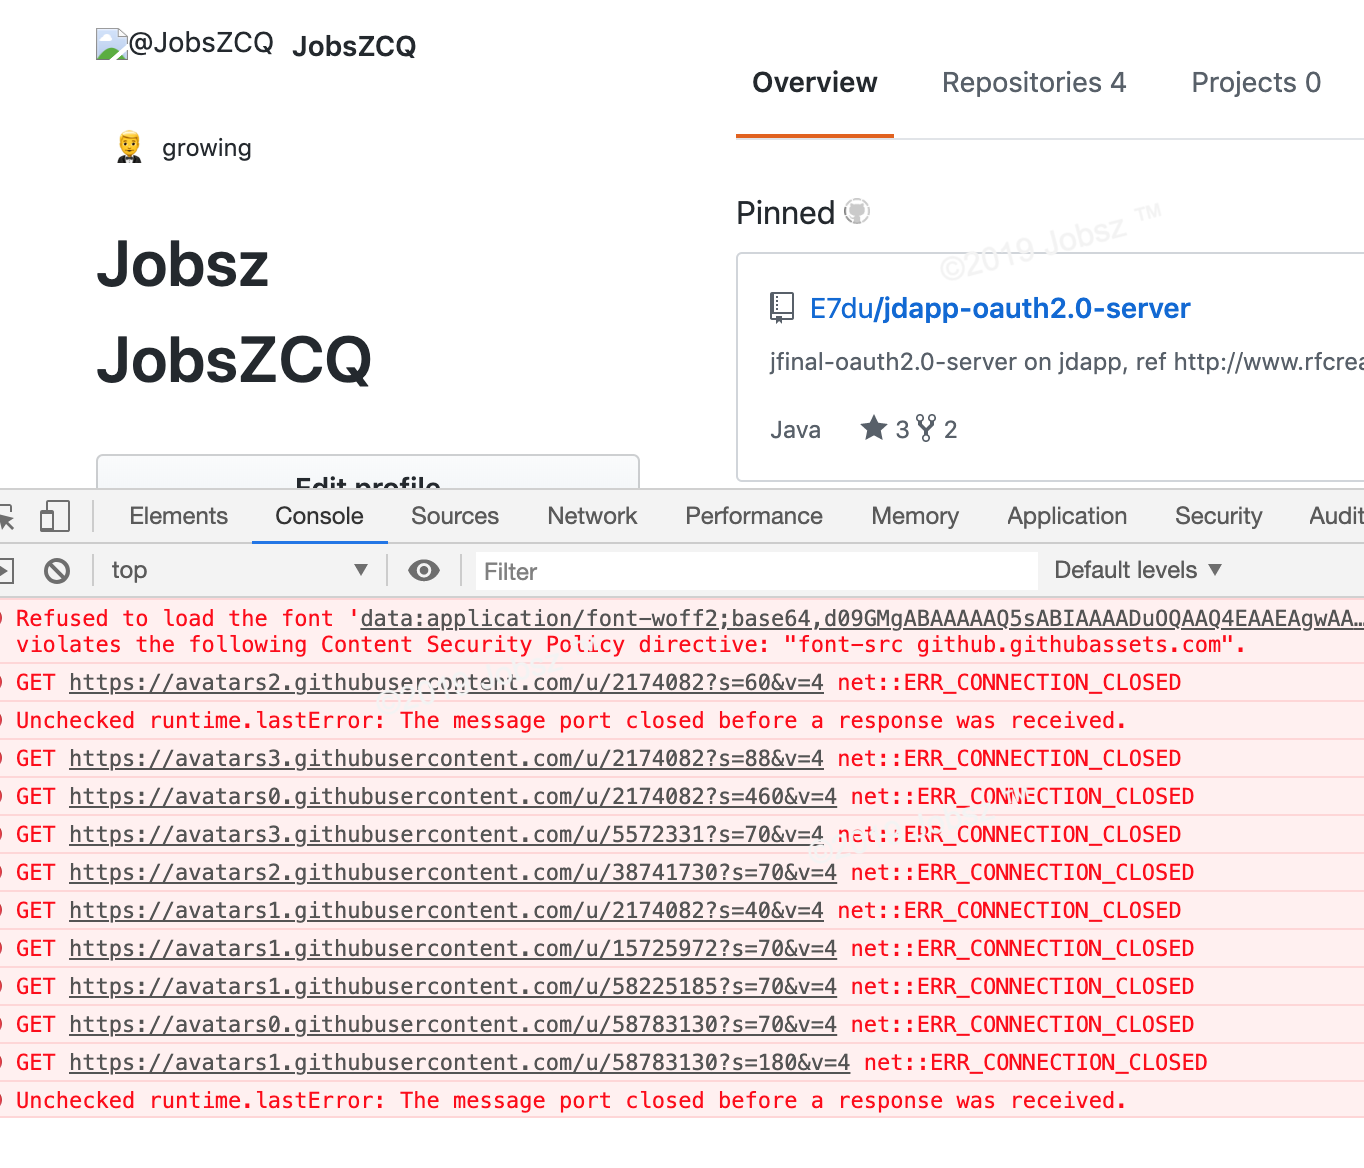 @JobsZCQ JobsZCQ
growing
Jobsz
JobsZCQ
Edit profile
Overview Repositories 4 Projects 0
Pinned
©2019 Jobsz ™
E7du/jdapp-oauth2.0-server
jfinal-oauth2.0-server on jdapp, ref http://www.rfcrea
Java 3 2
Elements Console Sources Network Performance Memory Application Security Audit
top Filter Default levels
Refused to load the font 'data:application/font-woff2;base64,d09GMgABAAAAAQ5sABIAAAADuOQAAQ4EAAEAgwAA…
violates the following Content Security Policy directive: "font-src github.githubassets.com".
GET https://avatars2.githubusercontent.com/u/2174082?s=60&v=4 net::ERR_CONNECTION_CLOSED
Unchecked runtime.lastError: The message port closed before a response was received.
GET https://avatars3.githubusercontent.com/u/2174082?s=88&v=4 net::ERR_CONNECTION_CLOSED
GET https://avatars0.githubusercontent.com/u/2174082?s=460&v=4 net::ERR_CONNECTION_CLOSED
GET https://avatars3.githubusercontent.com/u/5572331?s=70&v=4 net::ERR_CONNECTION_CLOSED
GET https://avatars2.githubusercontent.com/u/38741730?s=70&v=4 net::ERR_CONNECTION_CLOSED
GET https://avatars1.githubusercontent.com/u/2174082?s=40&v=4 net::ERR_CONNECTION_CLOSED
GET https://avatars1.githubusercontent.com/u/15725972?s=70&v=4 net::ERR_CONNECTION_CLOSED
GET https://avatars1.githubusercontent.com/u/58225185?s=70&v=4 net::ERR_CONNECTION_CLOSED
GET https://avatars0.githubusercontent.com/u/58783130?s=70&v=4 net::ERR_CONNECTION_CLOSED
GET https://avatars1.githubusercontent.com/u/58783130?s=180&v=4 net::ERR_CONNECTION_CLOSED
Unchecked runtime.lastError: The message port closed before a response was received.